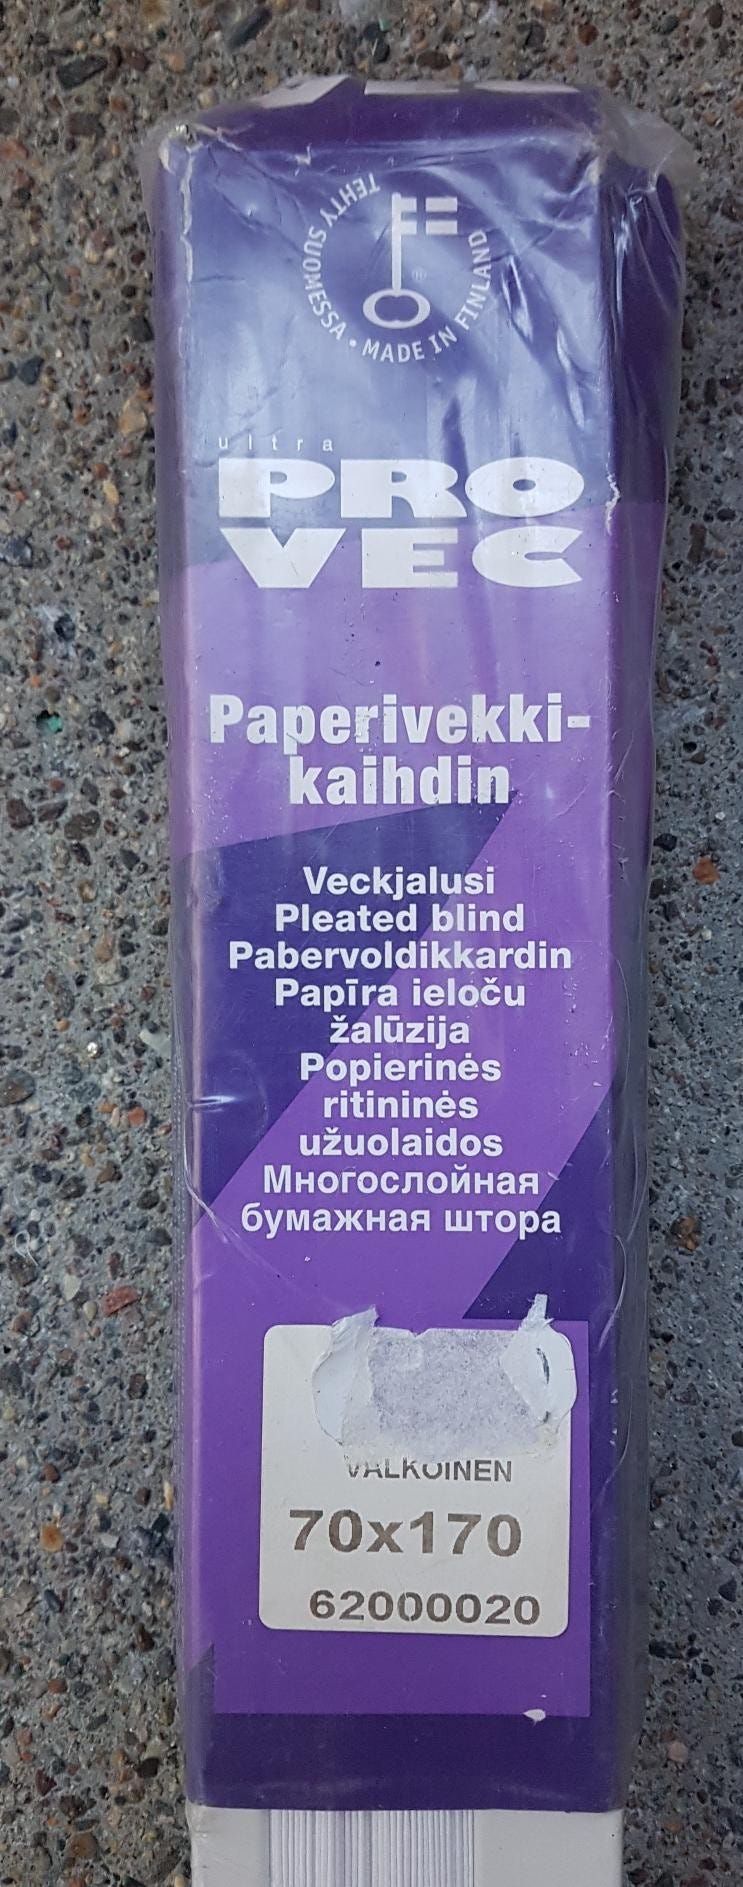 TEHTY SUOMESSA • MADE IN FINLAND
ultra
PRO
VEC
Paperivekki-
kaihdin
Veckjalusi
Pleated blind
Pabervoldikkardin
Papīra ieloču
žalūzija
Popierinės
ritininės
užuolaidos
Многослойная
бумажная штора
VALKOINEN
70x170
62000020